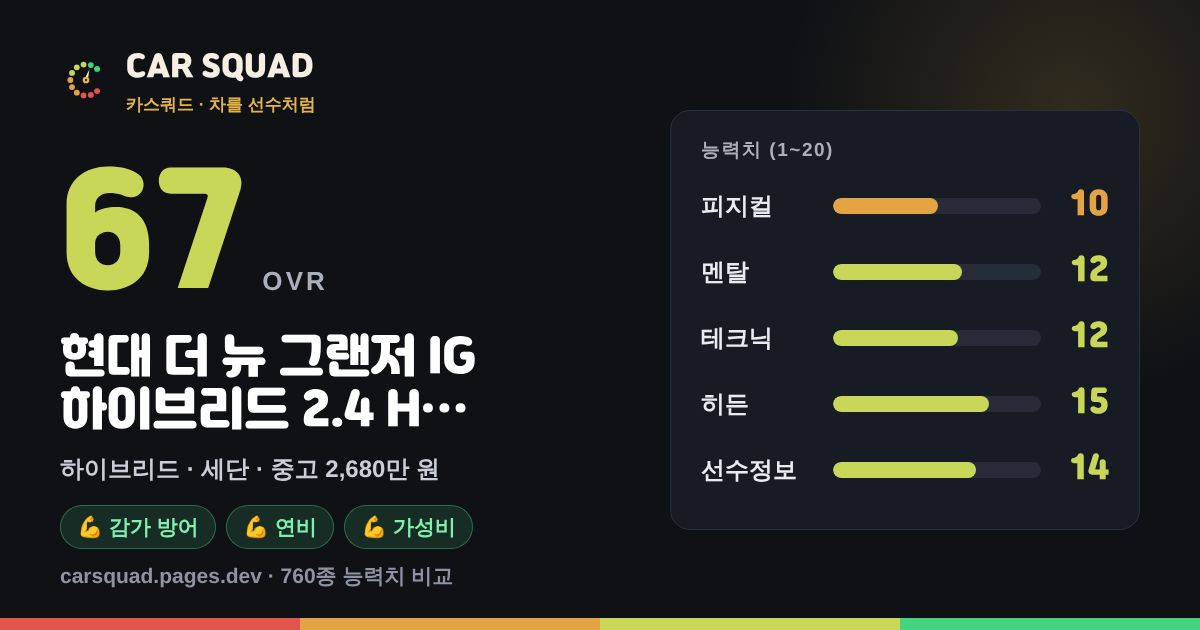 CAR SQUAD
카스쿼드 · 차를 선수처럼
67 OVR
현대 더 뉴 그랜저 IG
하이브리드 2.4 H…
하이브리드 · 세단 · 중고 2,680만 원
💪 감가 방어 💪 연비 💪 가성비
carsquad.pages.dev · 760종 능력치 비교
능력치 (1~20)
피지컬 10
멘탈 12
테크닉 12
히든 15
선수정보 14